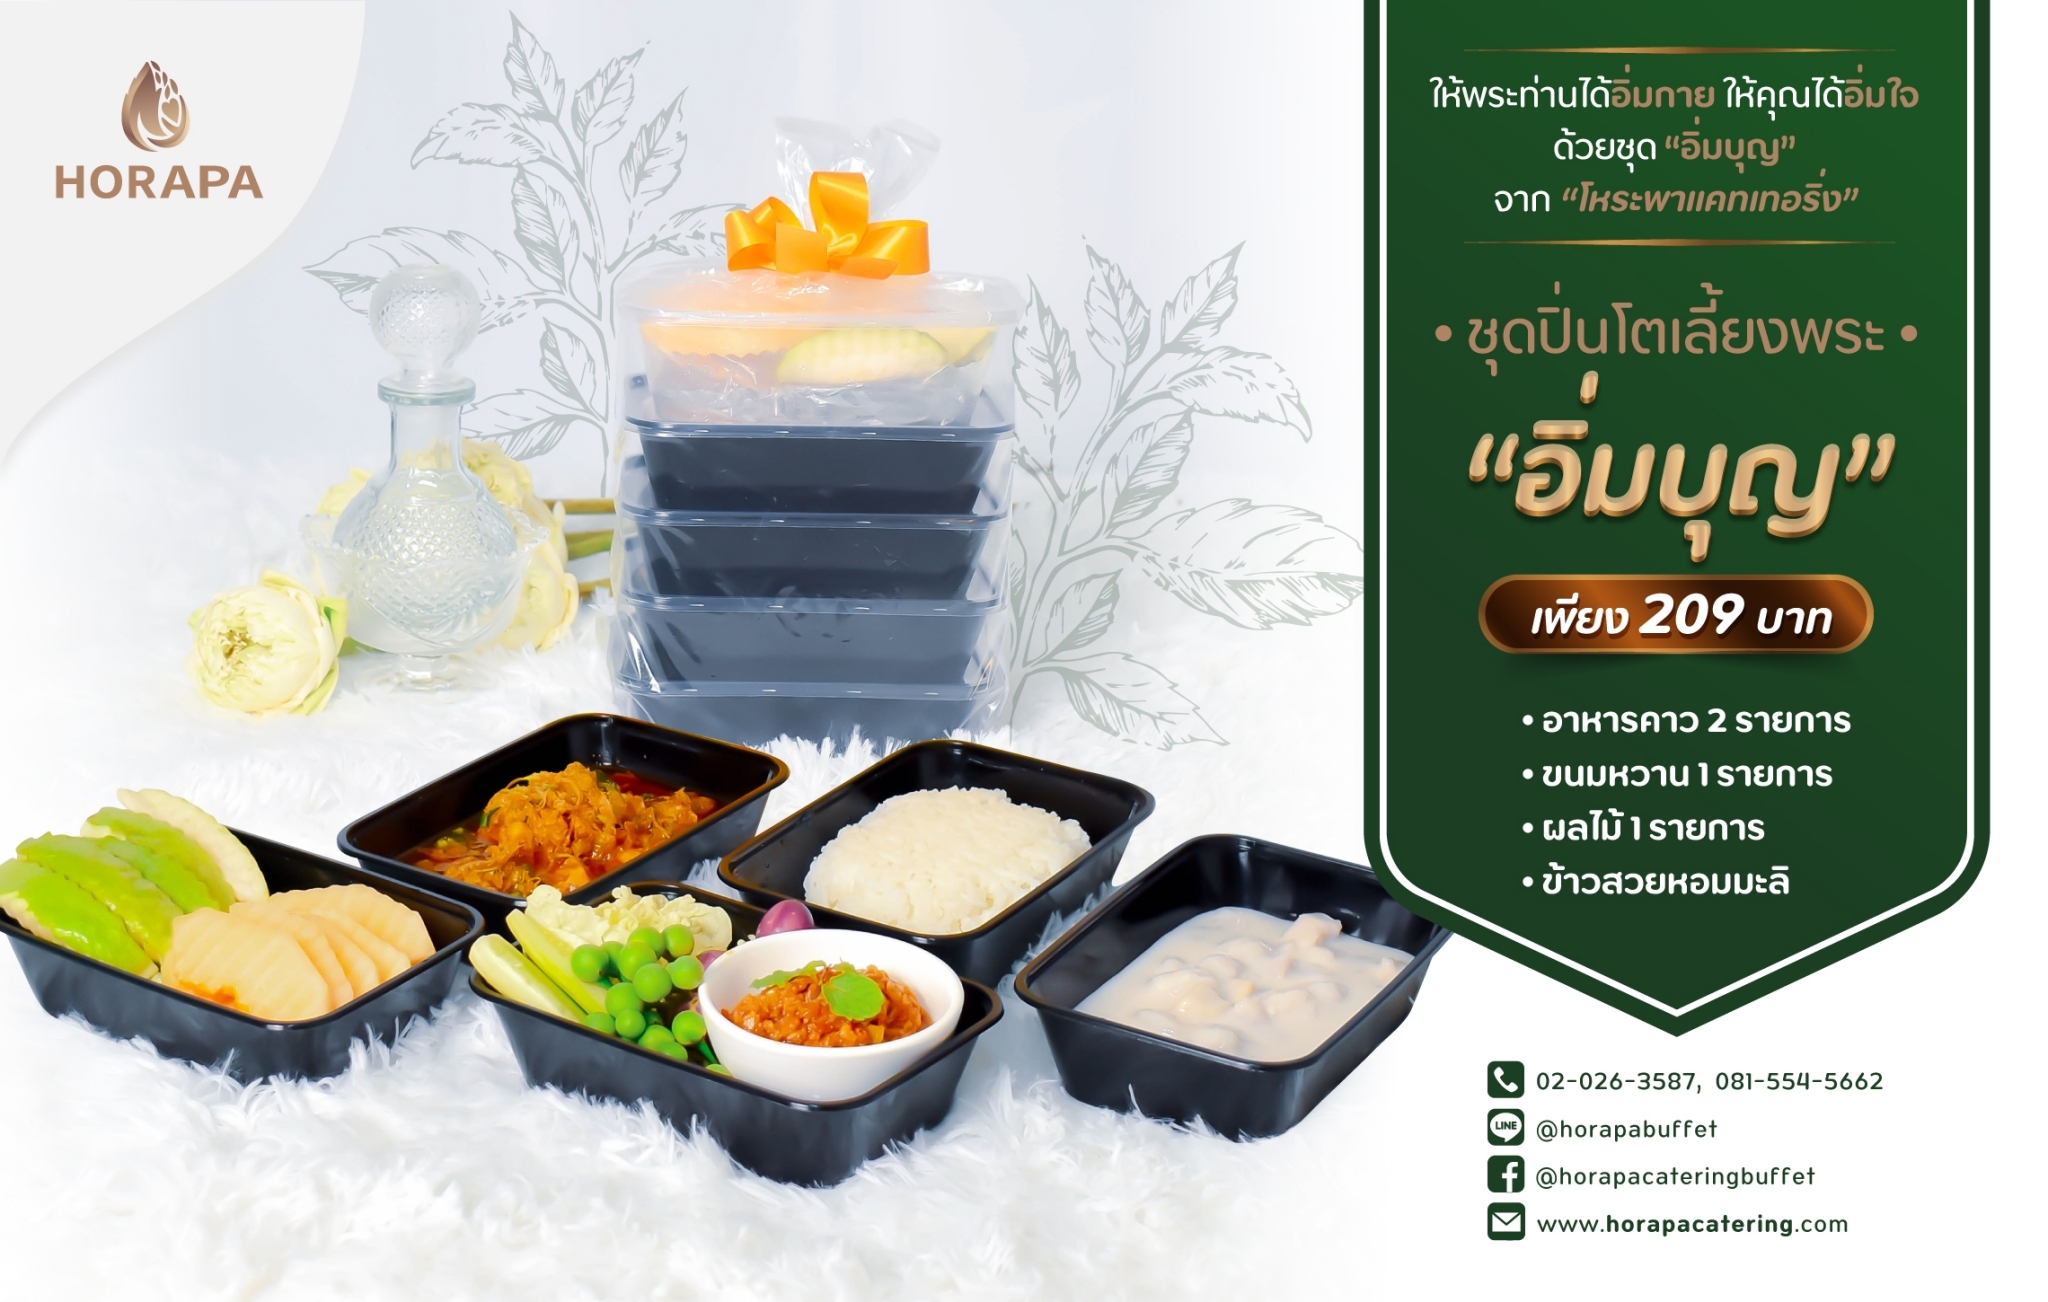 HORAPA
ให้พระท่านได้อิ่มกาย ให้คุณได้อิ่มใจ
ด้วยชุด “อิ่มบุญ”
จาก “โหระพาแคทเทอริ่ง”
• ชุดปิ่นโตเลี้ยงพระ •
“อิ่มบุญ”
เพียง 209 บาท
• อาหารคาว 2 รายการ
• ขนมหวาน 1 รายการ
• ผลไม้ 1 รายการ
• ข้าวสวยหอมมะลิ
02-026-3587, 081-554-5662
LINE @horapabuffet
@horapacateringbuffet
www.horapacatering.com